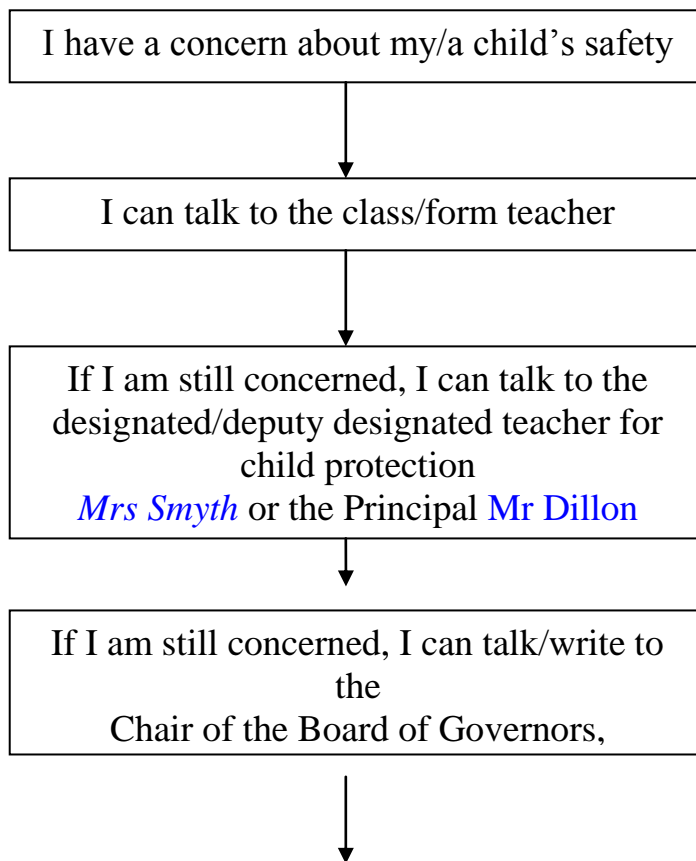 I have a concern about my/a child’s safety
I can talk to the class/form teacher
If I am still concerned, I can talk to the
designated/deputy designated teacher for
child protection
Mrs Smyth or the Principal Mr Dillon
If I am still concerned, I can talk/write to
the
Chair of the Board of Governors,